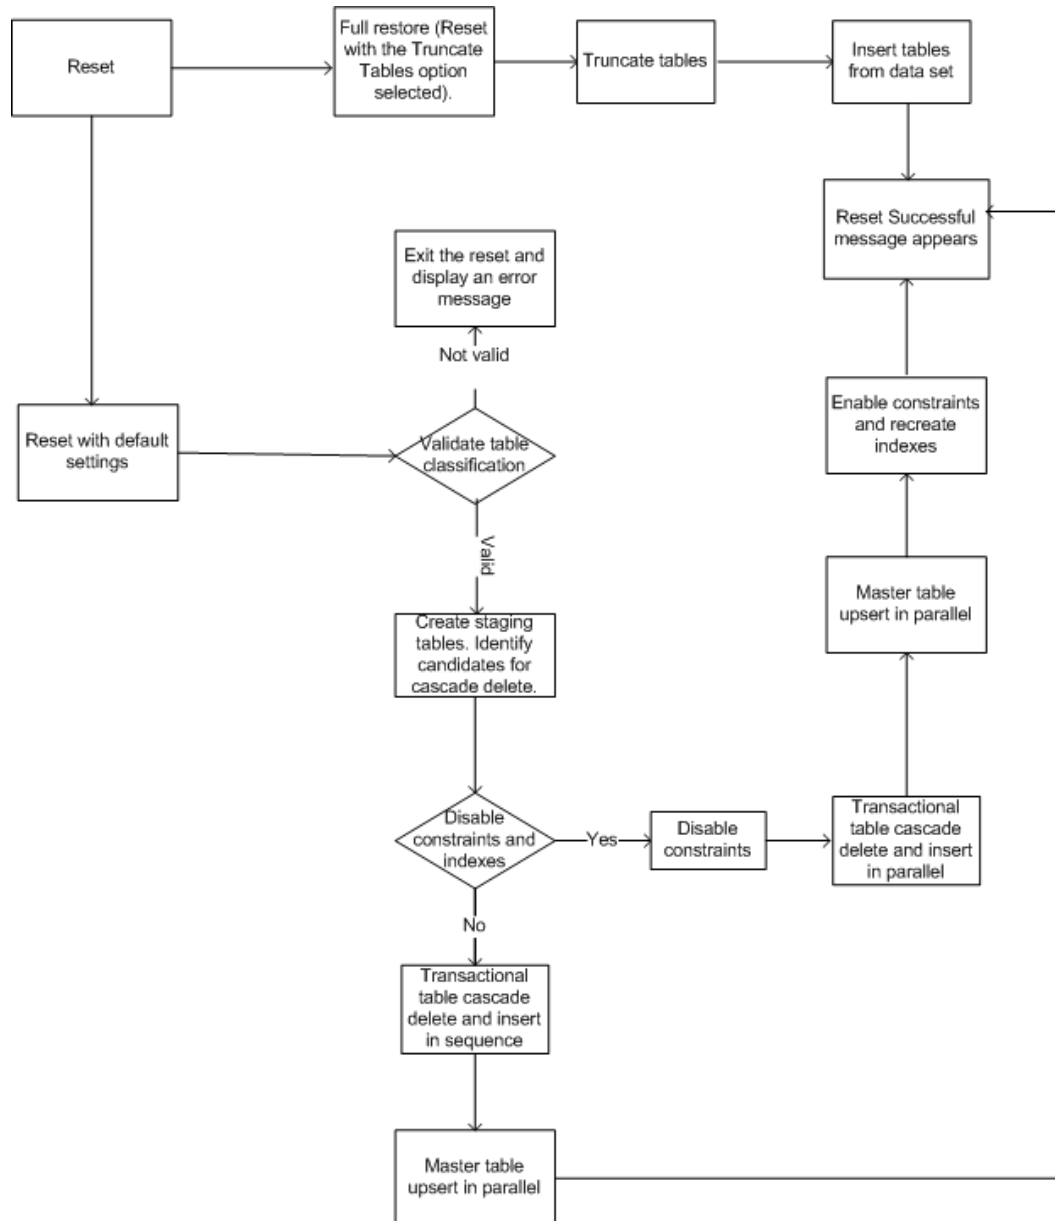 Reset
Full restore (Reset
with the Truncate
Tables option
selected).
Truncate tables
Insert tables
from data set
Reset Successful
message appears
Exit the reset and
display an error
message
Not valid
Enable constraints
and recreate
indexes
Reset with default
settings
Validate table
classification
Valid
Master table
upsert in parallel
Create staging
tables. Identify
candidates for
cascade delete.
Disable
constraints and
indexes
Yes
Disable
constraints
Transactional
table cascade
delete and insert
in parallel
No
Transactional
table cascade
delete and insert
in sequence
Master table
upsert in parallel